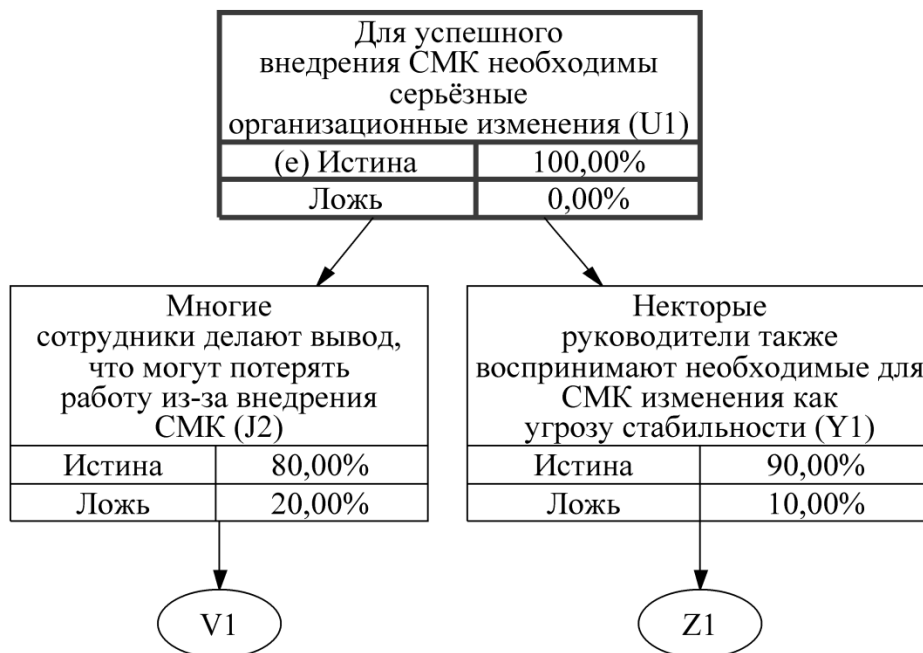 Для успешного
внедрения СМК необходимы
серьёзные
организационные изменения (U1)
(e) Истина 100,00%
Ложь 0,00%
Многие
сотрудники делают вывод,
что могут потерять
работу из-за внедрения
СМК (J2)
Истина 80,00%
Ложь 20,00%
Некоторые
руководители также
воспринимают необходимые для
СМК изменения как
угрозу стабильности (Y1)
Истина 90,00%
Ложь 10,00%
V1
Z1